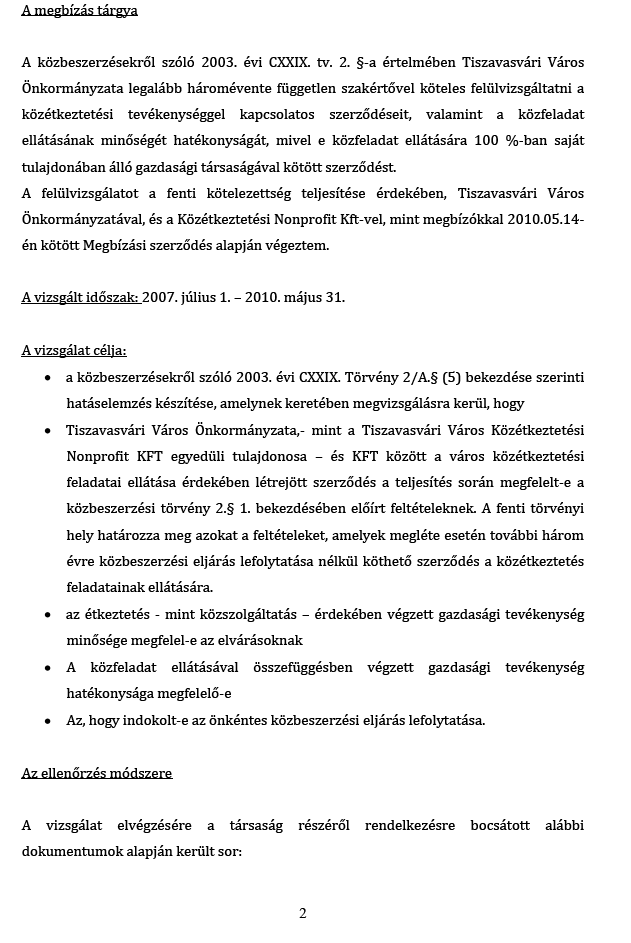 A megbízás tárgya
A közbeszerzésekről szóló 2003. évi CXXIX. tv. 2. §-a értelmében Tiszavasvári Város
Önkormányzata legalább háromévente független szakértővel köteles felülvizsgáltatni a
közétkeztetési tevékenységgel kapcsolatos szerződéseit, valamint a közfeladat
ellátásának minőségét hatékonyságát, mivel e közfeladat ellátására 100 %-ban saját
tulajdonában álló gazdasági társaságával kötött szerződést.
A felülvizsgálatot a fenti kötelezettség teljesítése érdekében, Tiszavasvári Város
Önkormányzatával, és a Közétkeztetési Nonprofit Kft-vel, mint megbízókkal 2010.05.14-
én kötött Megbízási szerződés alapján végeztem.
A vizsgált időszak: 2007. július 1. – 2010. május 31.
A vizsgálat célja:
• a közbeszerzésekről szóló 2003. évi CXXIX. Törvény 2/A.§ (5) bekezdése szerinti
hatáselemzés készítése, amelynek keretében megvizsgálásra kerül, hogy
• Tiszavasvári Város Önkormányzata,- mint a Tiszavasvári Város Közétkeztetési
Nonprofit KFT egyedüli tulajdonosa – és KFT között a város közétkeztetési
feladatai ellátása érdekében létrejött szerződés a teljesítés során megfelelt-e a
közbeszerzési törvény 2.§ 1. bekezdésében előírt feltételeknek. A fenti törvényi
hely határozza meg azokat a feltételeket, amelyek megléte esetén további három
évre közbeszerzési eljárás lefolytatása nélkül köthető szerződés a közétkeztetés
feladatainak ellátására.
• az étkeztetés - mint közszolgáltatás – érdekében végzett gazdasági tevékenység
minősége megfelel-e az elvárásoknak
• A közfeladat ellátásával összefüggésben végzett gazdasági tevékenység
hatékonysága megfelelő-e
• Az, hogy indokolt-e az önkéntes közbeszerzési eljárás lefolytatása.
Az ellenőrzés módszere
A vizsgálat elvégzésére a társaság részéről rendelkezésre bocsátott alábbi
dokumentumok alapján került sor:
2